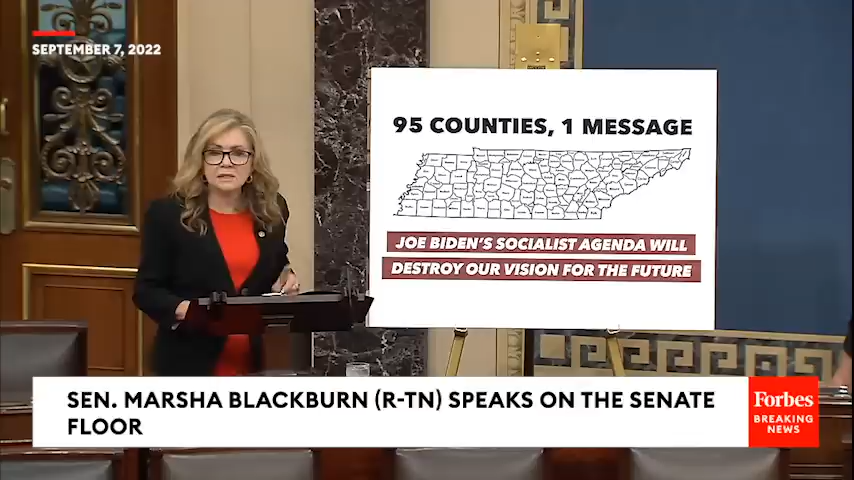 SEPTEMBER 7, 2022
95 COUNTIES, 1 MESSAGE
JOE BIDEN'S SOCIALIST AGENDA WILL
DESTROY OUR VISION FOR THE FUTURE
SEN. MARSHA BLACKBURN (R-TN) SPEAKS ON THE SENATE
FLOOR
Forbes
BREAKING
NEWS